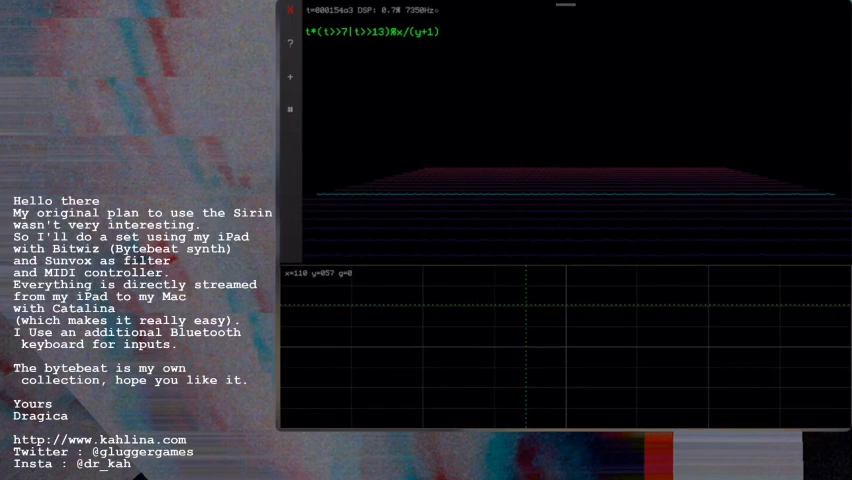 t=000154a3 DSP: 0.7% 7350Hz
t*(t>>7|t>>13)%x/(y+1)
x=110 y=057 g=0
Hello there
My original plan to use the Sirin
wasn't very interesting.
So I'll do a set using my iPad
with Bitwiz (Bytebeat synth)
and Sunvox as filter
and MIDI controller.
Everything is directly streamed
from my iPad to my Mac
with Catalina
(which makes it really easy).
I Use an additional Bluetooth
keyboard for inputs.
The bytebeat is my own
collection, hope you like it.
Yours
Dragica
http://www.kahlina.com
Twitter : @gluggergames
Insta : @dr_kah